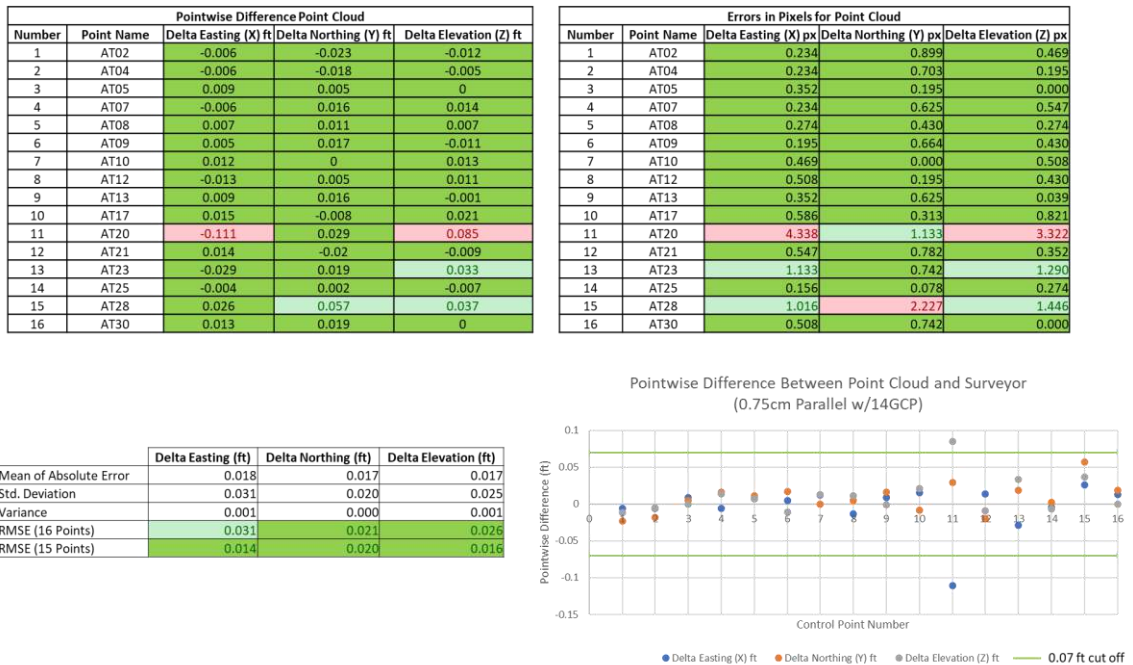 Pointwise Difference Point Cloud
Number Point Name Delta Easting (X) ft Delta Northing (Y) ft Delta Elevation (Z) ft
1 AT02 -0.006 -0.023 -0.012
2 AT04 -0.006 -0.018 -0.005
3 AT05 0.009 0.005 0
4 AT07 -0.006 0.016 0.014
5 AT08 0.007 0.011 0.007
6 AT09 0.005 0.017 -0.011
7 AT10 0.012 0 0.013
8 AT12 -0.013 0.005 0.011
9 AT13 0.009 0.016 -0.001
10 AT17 0.015 -0.008 0.021
11 AT20 -0.111 0.029 0.085
12 AT21 0.014 -0.02 -0.009
13 AT23 -0.029 0.019 0.033
14 AT25 -0.004 0.002 -0.007
15 AT28 0.026 0.057 0.037
16 AT30 0.013 0.019 0
Errors in Pixels for Point Cloud
Number Point Name Delta Easting (X) px Delta Northing (Y) px Delta Elevation (Z) px
1 AT02 0.234 0.899 0.469
2 AT04 0.234 0.703 0.195
3 AT05 0.352 0.195 0.000
4 AT07 0.234 0.625 0.547
5 AT08 0.274 0.430 0.274
6 AT09 0.195 0.664 0.430
7 AT10 0.469 0.000 0.508
8 AT12 0.508 0.195 0.430
9 AT13 0.352 0.625 0.039
10 AT17 0.586 0.313 0.821
11 AT20 4.338 1.133 3.322
12 AT21 0.547 0.782 0.352
13 AT23 1.133 0.742 1.290
14 AT25 0.156 0.078 0.274
15 AT28 1.016 2.227 1.446
16 AT30 0.508 0.742 0.000
Delta Easting (ft) Delta Northing (ft) Delta Elevation (ft)
Mean of Absolute Error 0.018 0.017 0.017
Std. Deviation 0.031 0.020 0.025
Variance 0.001 0.000 0.001
RMSE (16 Points) 0.031 0.021 0.026
RMSE (15 Points) 0.014 0.020 0.016
Pointwise Difference Between Point Cloud and Surveyor
(0.75cm Parallel w/14GCP)
Pointwise Difference (ft)
0.1
0.05
0
-0.05
-0.1
-0.15
0 1 2 3 4 5 6 7 8 9 10 11 12 13 14 15 16
Control Point Number
Delta Easting (X) ft Delta Northing (Y) ft Delta Elevation (Z) ft 0.07 ft cut off